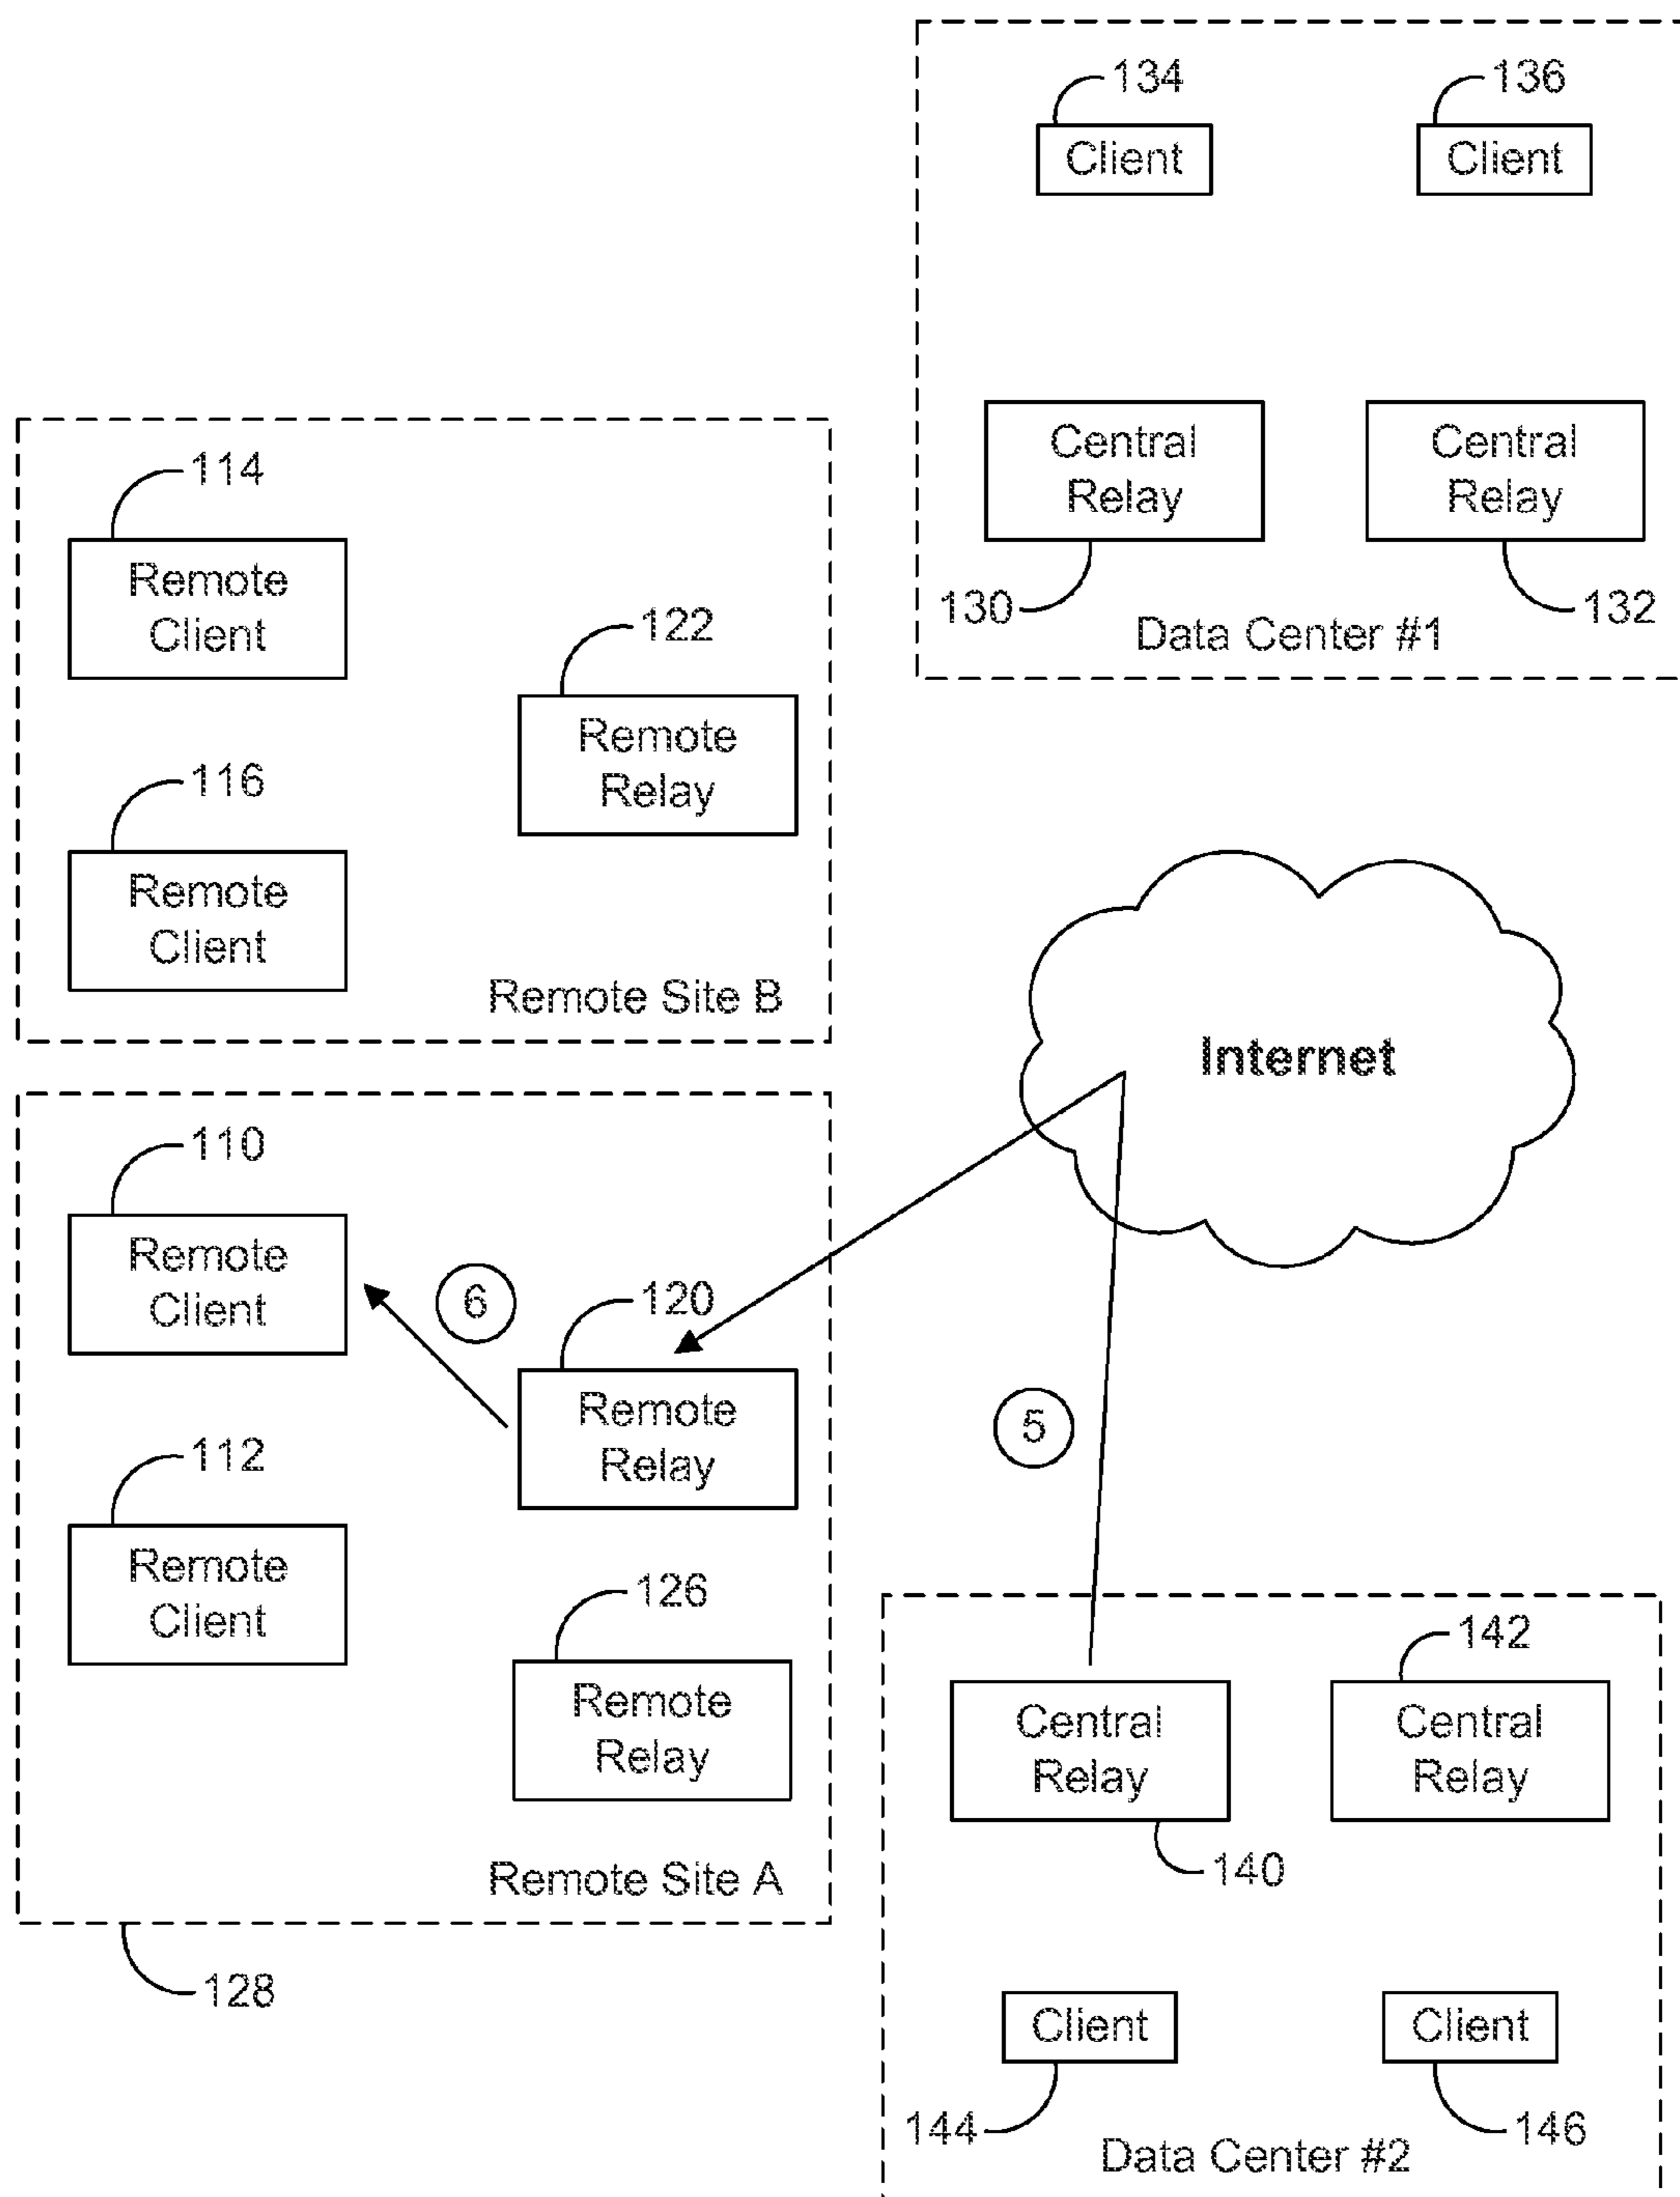 134
136
Client
Client
Central
Relay
Central
Relay
130
132
Data Center #1
114
Remote
Client
122
Remote
Relay
116
Remote
Client
Remote Site B
Internet
110
Remote
Client
6
120
Remote
Relay
5
112
Remote
Client
126
Remote
Relay
Remote Site A
128
142
Central
Relay
Central
Relay
140
Client
Client
144
146
Data Center #2